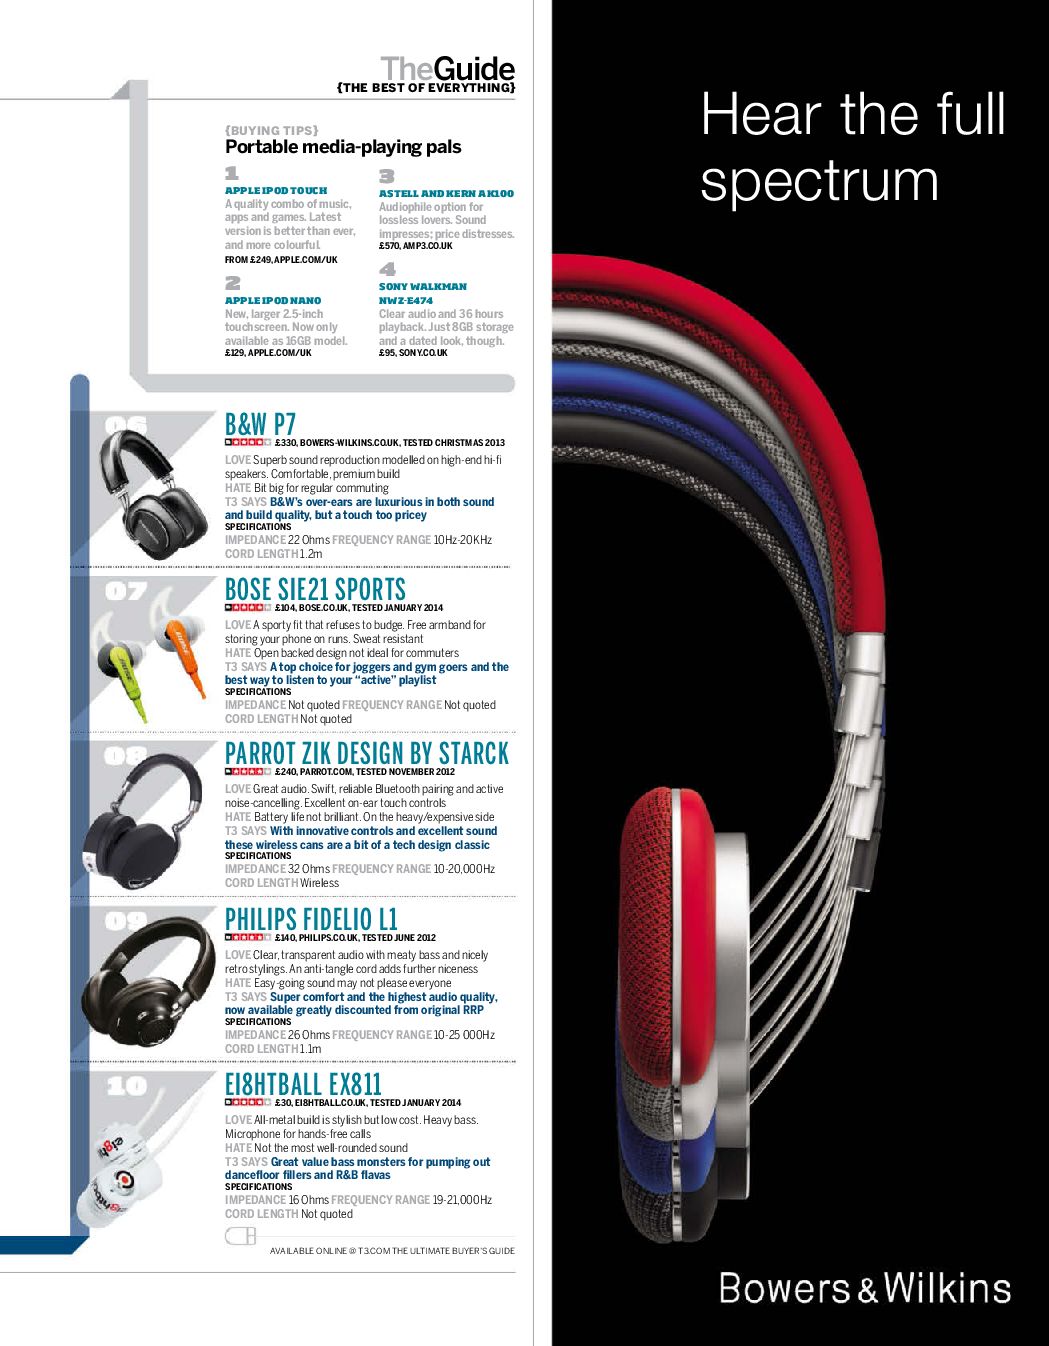 TheGuide
{THE BEST OF EVERYTHING}
{BUYING TIPS}
Portable media-playing pals
1
APPLE IPOD TOUCH
A quality combo of music,
apps and games. Latest
version is better than ever,
and more colourful.
FROM £249, APPLE.COM/UK
2
APPLE IPOD NANO
New, larger 2.5-inch
touchscreen. Now only
available as 16GB model.
£129, APPLE.COM/UK
3
ASTELL AND KERN AK100
Audiophile option for
lossless lovers. Sound
impresses; price distresses.
£570, AMP3.CO.UK
4
SONY WALKMAN
NWZ-E474
Clear audio and 36 hours
playback. Just 8GB storage
and a dated look, though.
£95, SONY.CO.UK
06
B&W P7
£330, BOWERS-WILKINS.CO.UK, TESTED CHRISTMAS 2013
LOVE Superb sound reproduction modelled on high-end hi-fi
speakers. Comfortable, premium build
HATE Bit big for regular commuting
T3 SAYS B&W's over-ears are luxurious in both sound
and build quality, but a touch too pricey
SPECIFICATIONS
IMPEDANCE 22 Ohms FREQUENCY RANGE 10Hz-20KHz
CORD LENGTH 1.2m
07
BOSE SIE21 SPORTS
£104, BOSE.CO.UK, TESTED JANUARY 2014
LOVE A sporty fit that refuses to budge. Free armband for
storing your phone on runs. Sweat resistant
HATE Open backed design not ideal for commuters
T3 SAYS A top choice for joggers and gym goers and the
best way to listen to your “active” playlist
SPECIFICATIONS
IMPEDANCE Not quoted FREQUENCY RANGE Not quoted
CORD LENGTH Not quoted
08
PARROT ZIK DESIGN BY STARCK
£240, PARROT.COM, TESTED NOVEMBER 2012
LOVE Great audio. Swift, reliable Bluetooth pairing and active
noise-cancelling. Excellent on-ear touch controls
HATE Battery life not brilliant. On the heavy/expensive side
T3 SAYS With innovative controls and excellent sound
these wireless cans are a bit of a tech design classic
SPECIFICATIONS
IMPEDANCE 32 Ohms FREQUENCY RANGE 10-20,000Hz
CORD LENGTH Wireless
09
PHILIPS FIDELIO L1
£140, PHILIPS.CO.UK, TESTED JUNE 2012
LOVE Clear, transparent audio with meaty bass and nicely
retro stylings. An anti-tangle cord adds further niceness
HATE Easy-going sound may not please everyone
T3 SAYS Super comfort and the highest audio quality,
now available greatly discounted from original RRP
SPECIFICATIONS
IMPEDANCE 26 Ohms FREQUENCY RANGE 10-25 000Hz
CORD LENGTH 1.1m
10
EI8HTBALL EX811
£30, EI8HTBALL.CO.UK, TESTED JANUARY 2014
LOVE All-metal build is stylish but low cost. Heavy bass.
Microphone for hands-free calls
HATE Not the most well-rounded sound
T3 SAYS Great value bass monsters for pumping out
dancefloor fillers and R&B flavas
SPECIFICATIONS
IMPEDANCE 16 Ohms FREQUENCY RANGE 19-21,000Hz
CORD LENGTH Not quoted
AVAILABLE ONLINE @ T3.COM THE ULTIMATE BUYER'S GUIDE
Hear the full
spectrum
Bowers & Wilkins